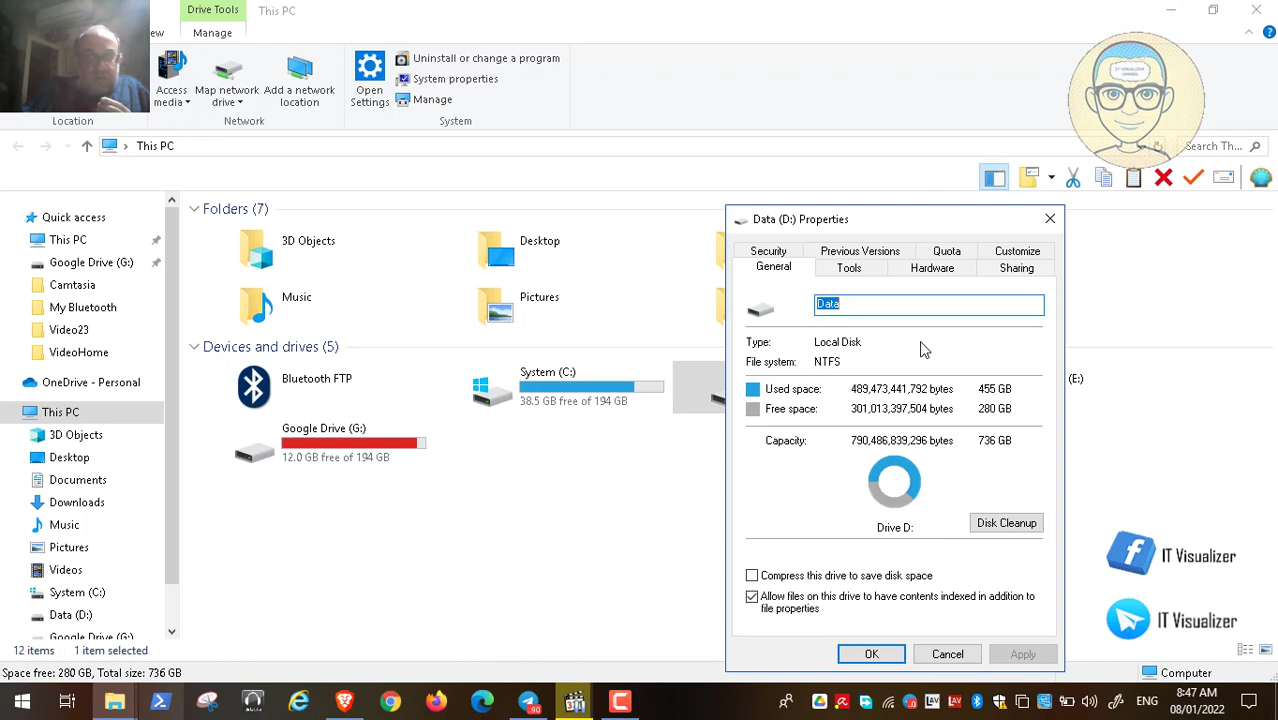 Drive Tools
This PC
ew
Manage
Access media
Map network drive
Add a network location
Open Settings
Uninstall or change a program
System properties
Manage
Location
Network
System
IT VISUALIZER CHANNEL
This PC
Search Th...
Quick access
This PC
Google Drive (G:)
Camtasia
My Bluetooth
Video23
VideoHome
OneDrive - Personal
This PC
3D Objects
Desktop
Documents
Downloads
Music
Pictures
Videos
System (C:)
Data (D:)
Google Drive (G:)
Folders (7)
3D Objects
Desktop
Music
Pictures
Devices and drives (5)
Bluetooth FTP
System (C:)
38.5 GB free of 194 GB
(E:)
Google Drive (G:)
12.0 GB free of 194 GB
Data (D:) Properties
Security
Previous Versions
Quota
Customize
General
Tools
Hardware
Sharing
Data
Type: Local Disk
File system: NTFS
Used space: 489,473,441,792 bytes 455 GB
Free space: 301,013,397,504 bytes 280 GB
Capacity: 790,486,839,296 bytes 736 GB
Drive D:
Disk Cleanup
Compress this drive to save disk space
Allow files on this drive to have contents indexed in addition to
file properties
OK
Cancel
Apply
IT Visualizer
IT Visualizer
12 items
1 item selected
Space free: 280 GB, Total size: 736 GB
Computer
90
LAV
LAV
ENG
8:47 AM
08/01/2022